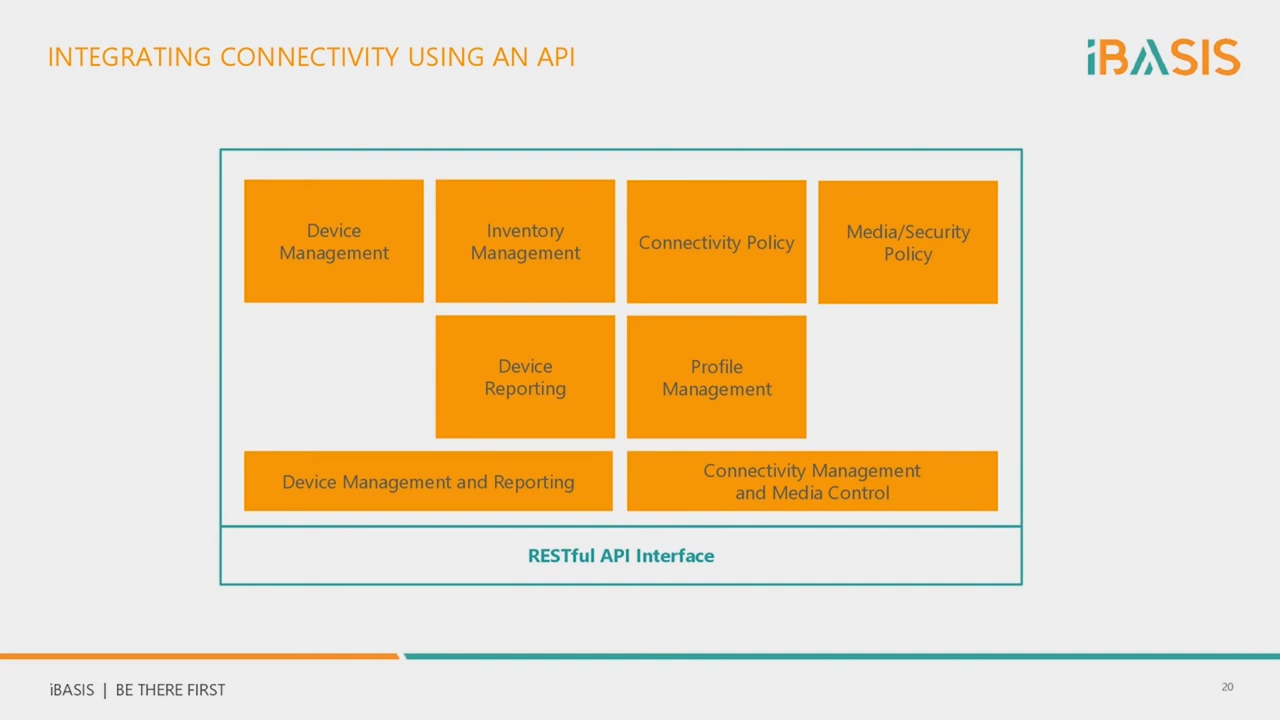 INTEGRATING CONNECTIVITY USING AN API
iBASIS
Device
Management
Inventory
Management
Connectivity Policy
Media/Security
Policy
Device
Reporting
Profile
Management
Device Management and Reporting
Connectivity Management
and Media Control
RESTful API Interface
iBASIS | BE THERE FIRST
20